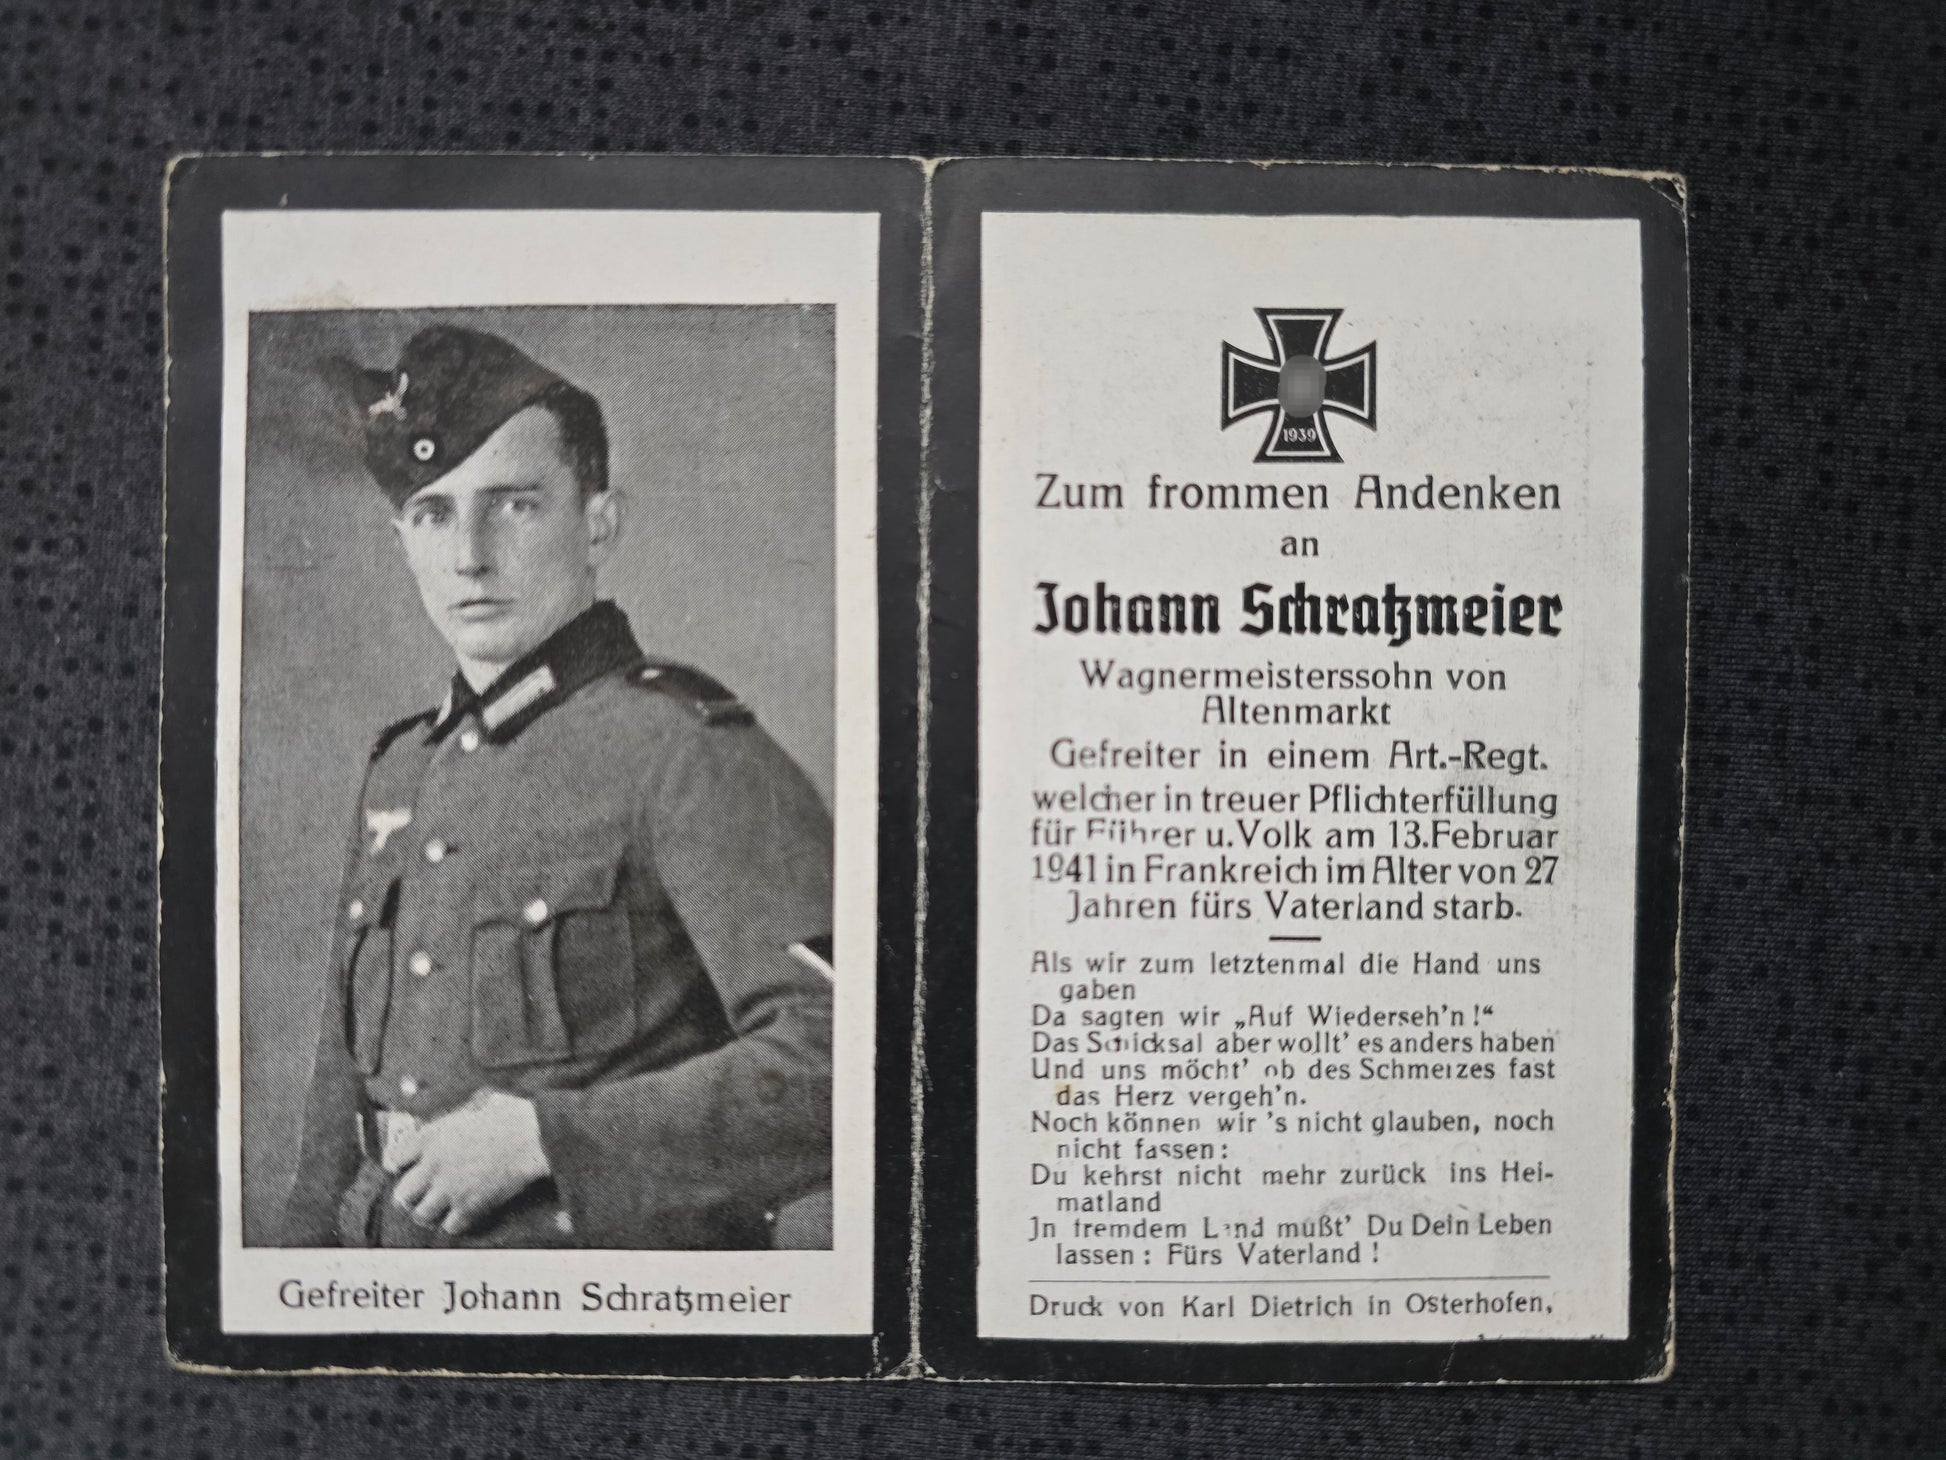 Gefreiter Johann Schratzmeier
1939
Zum frommen Andenken
an
Johann Schratzmeier
Wagnermeisterssohn von
Altenmarkt
Gefreiter in einem Art.-Regt.
welcher in treuer Pflichterfüllung
für Führer u. Volk am 13. Februar
1941 in Frankreich im Alter von 27
Jahren fürs Vaterland starb.
Als wir zum letztenmal die Hand uns
gaben
Da sagten wir „Auf Wiederseh'n!“
Das Schicksal aber wollt' es anders haben
Und uns möcht' ob des Schmerzes fast
das Herz vergeh'n.
Noch können wir 's nicht glauben, noch
nicht fassen:
Du kehrst nicht mehr zurück ins Hei-
matland
Jn fremdem Land mußt' Du Dein Leben
lassen: Fürs Vaterland!
Druck von Karl Dietrich in Osterhofen,